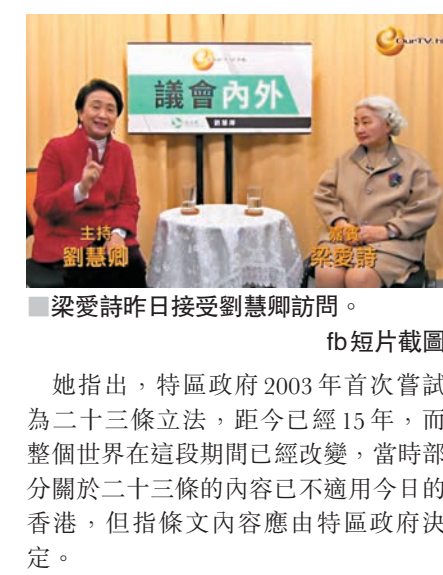 OurTV.h
議會內外
劉慧卿
主持
劉慧卿
嘉賓
梁愛詩
■梁愛詩昨日接受劉慧卿訪問。
fb短片截圖
她指出，特區政府2003年首次嘗試
為二十三條立法，距今已經15年，而
整個世界在這段期間已經改變，當時部
分關於二十三條的內容已不適用今日的
香港，但指條文內容應由特區政府決
定。